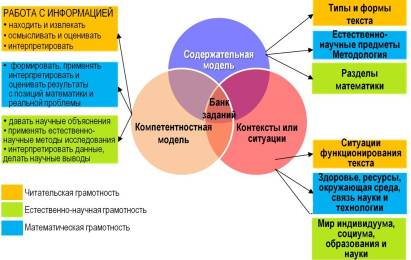 РАБОТА С ИНФОРМАЦИЕЙ
• находить и извлекать
• осмысливать и оценивать
• интерпретировать
• формировать, применять
интерпретировать и
оценивать результаты
с позиций математики и
реальной проблемы
• давать научные объяснения
• применять естественно-
научные методы исследования
• интерпретировать данные,
делать научные выводы
Содержательная
модель
Банк
заданий
Компетентностная
модель
Контексты или
ситуации
Типы и формы
текста
Естественно-
научные предметы
Методология
Разделы
математики
Ситуации
функционирования
текста
Здоровье, ресурсы,
окружающая среда,
связь науки и
технологии
Мир индивидуума,
социума,
образования и
науки
Читательская грамотность
Естественно-научная грамотность
Математическая грамотность